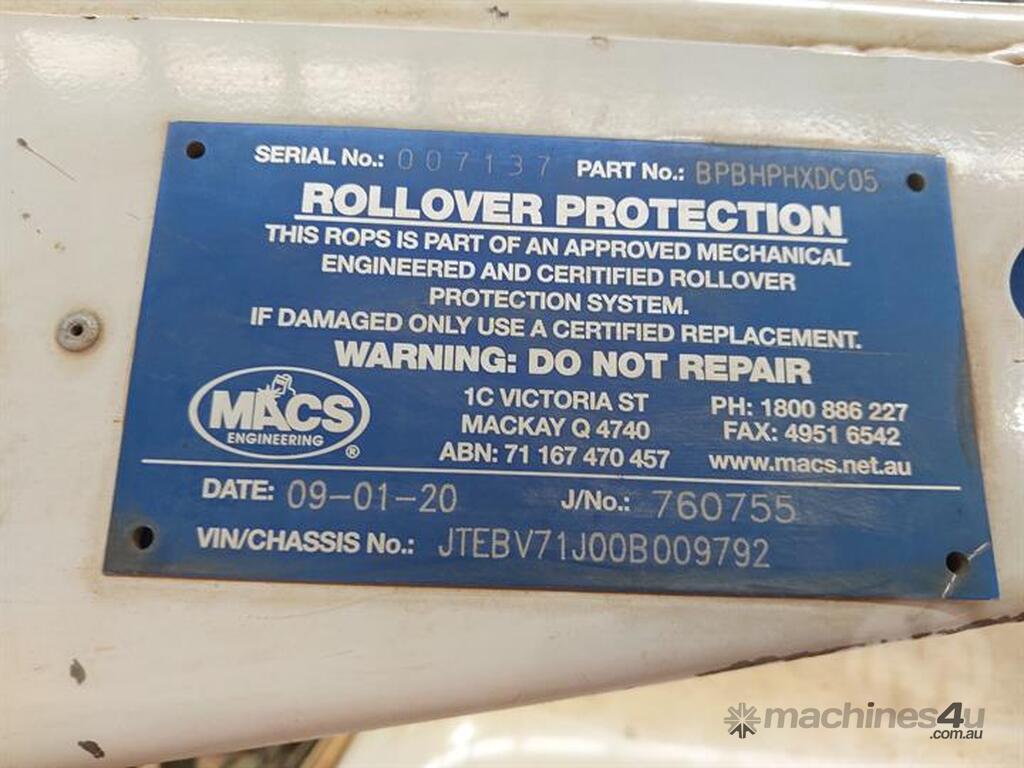 SERIAL No.: 007137 PART No.: BPBHPHXDC05
ROLLOVER PROTECTION
THIS ROPS IS PART OF AN APPROVED MECHANICAL
ENGINEERED AND CERITIFIED ROLLOVER
PROTECTION SYSTEM.
IF DAMAGED ONLY USE A CERTIFIED REPLACEMENT.
WARNING: DO NOT REPAIR
MACS
ENGINEERING
®
1C VICTORIA ST
MACKAY Q 4740
ABN: 71 167 470 457
PH: 1800 886 227
FAX: 4951 6542
www.macs.net.au
DATE: 09-01-20 J/No.: 760755
VIN/CHASSIS No.: JTEBV71J00B009792
machines4u
.com.au